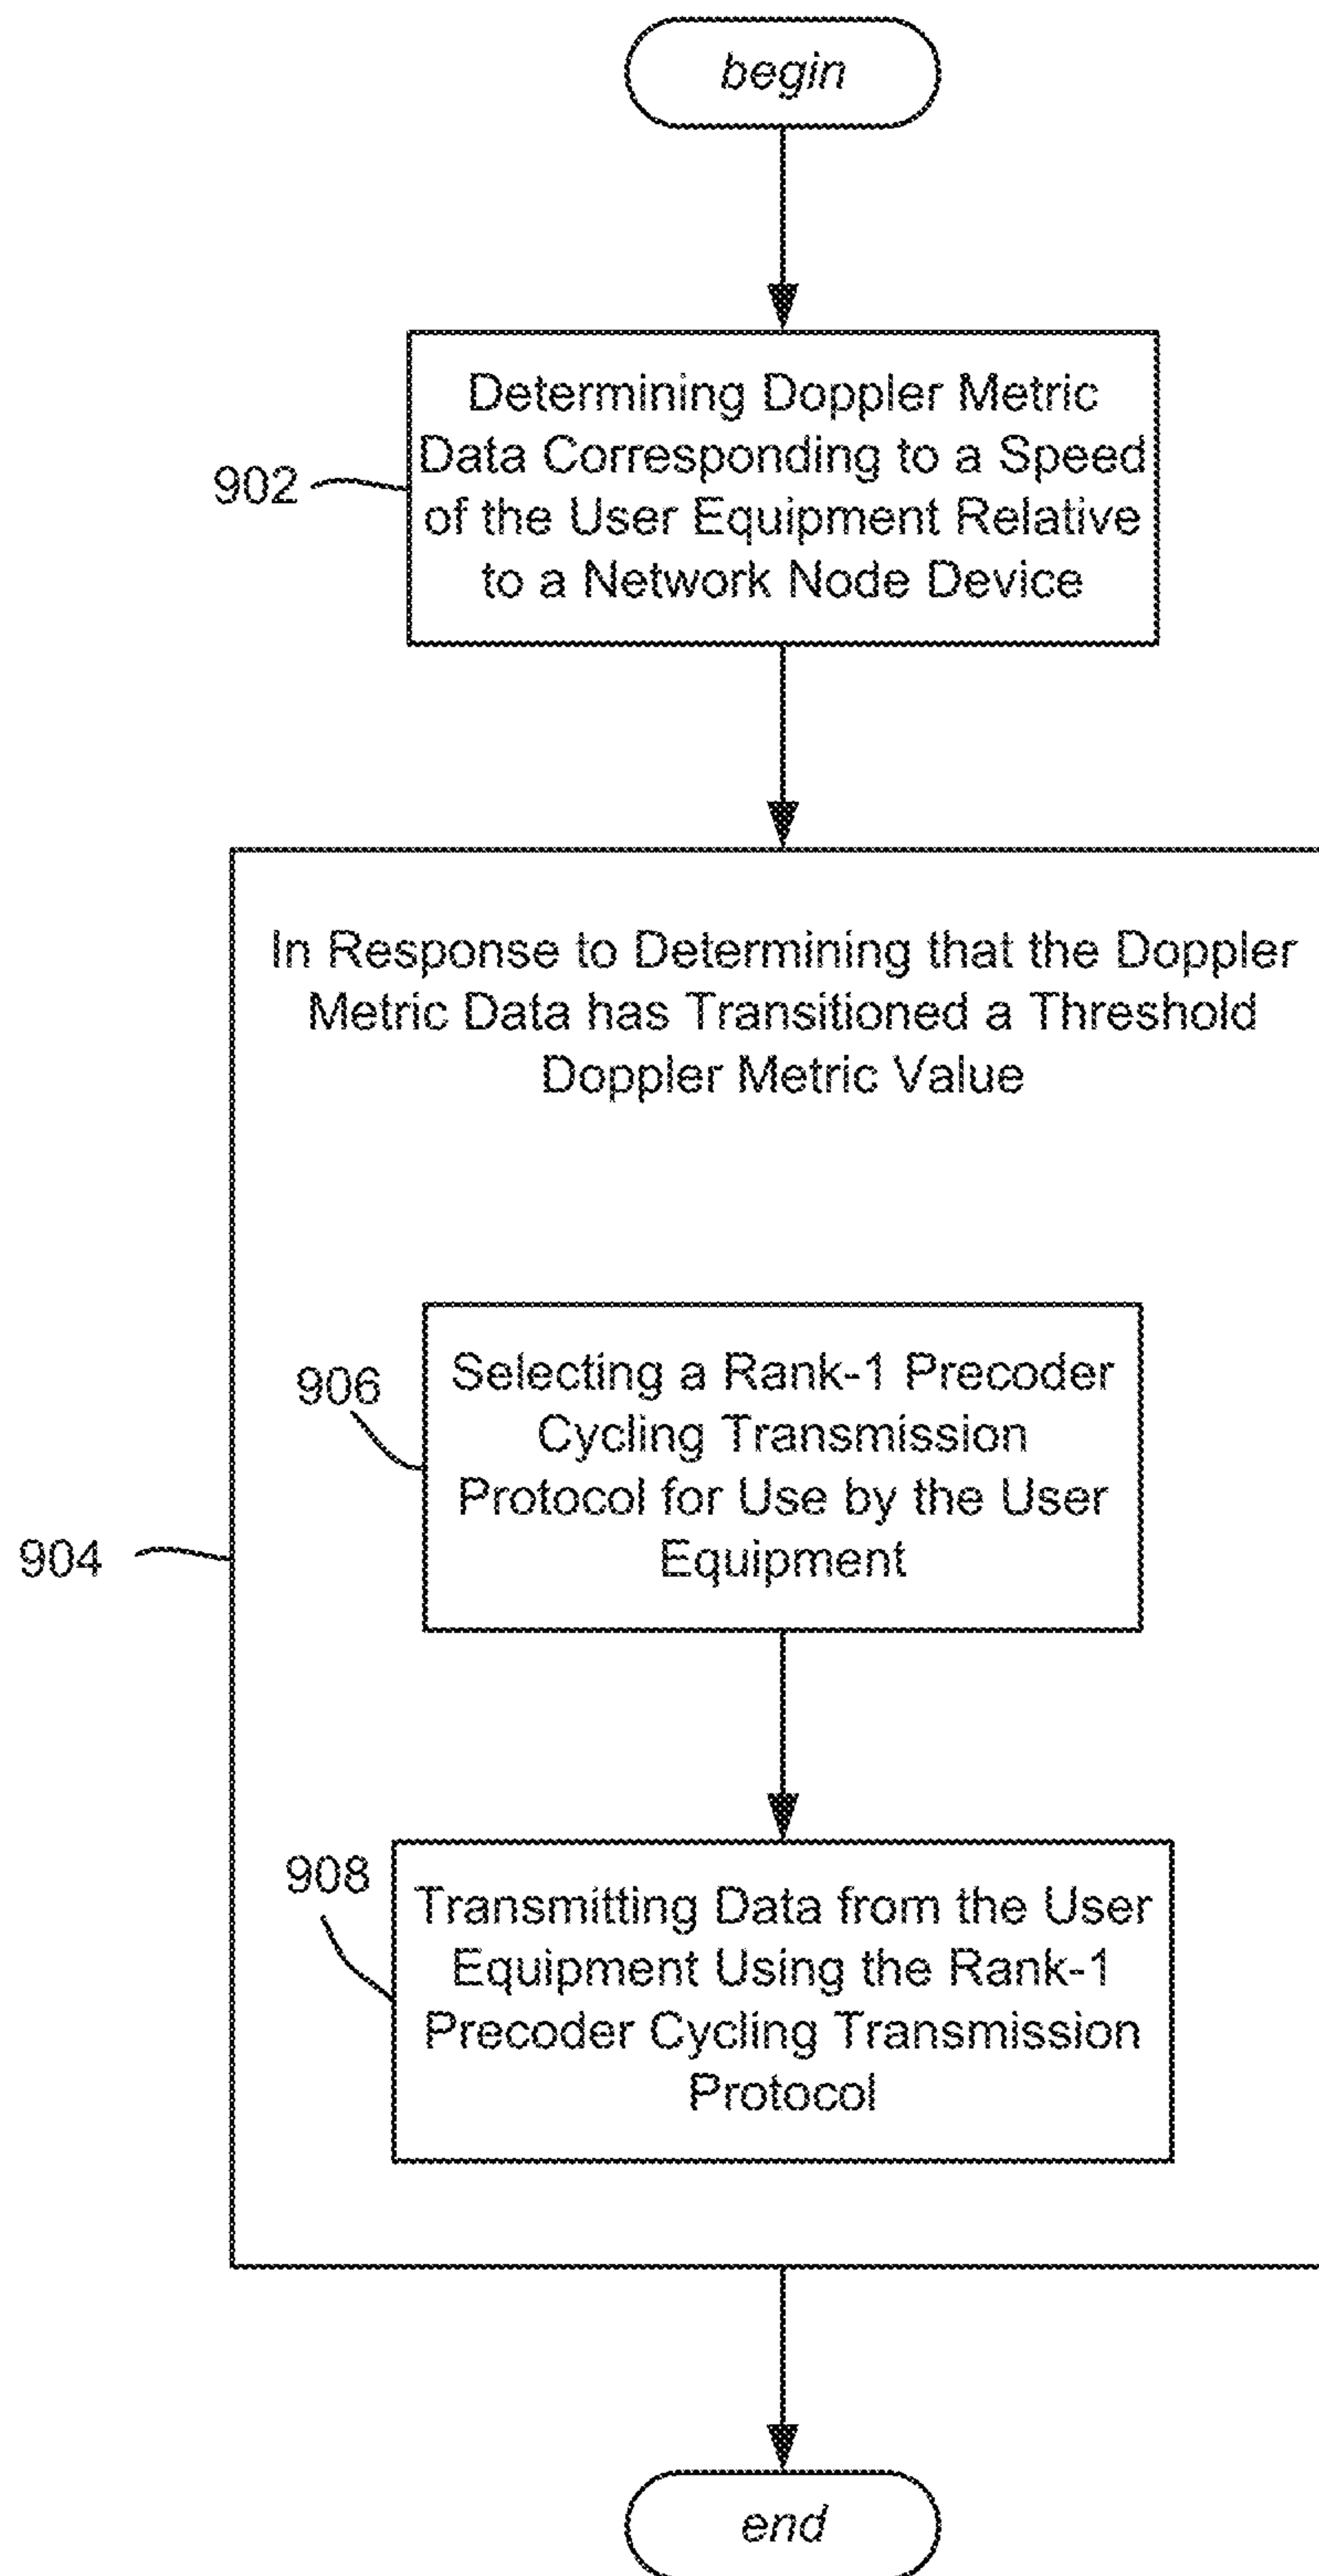 begin
902
Determining Doppler Metric
Data Corresponding to a Speed
of the User Equipment Relative
to a Network Node Device
904
In Response to Determining that the Doppler
Metric Data has Transitioned a Threshold
Doppler Metric Value
906
Selecting a Rank-1 Precoder
Cycling Transmission
Protocol for Use by the User
Equipment
908
Transmitting Data from the User
Equipment Using the Rank-1
Precoder Cycling Transmission
Protocol
end